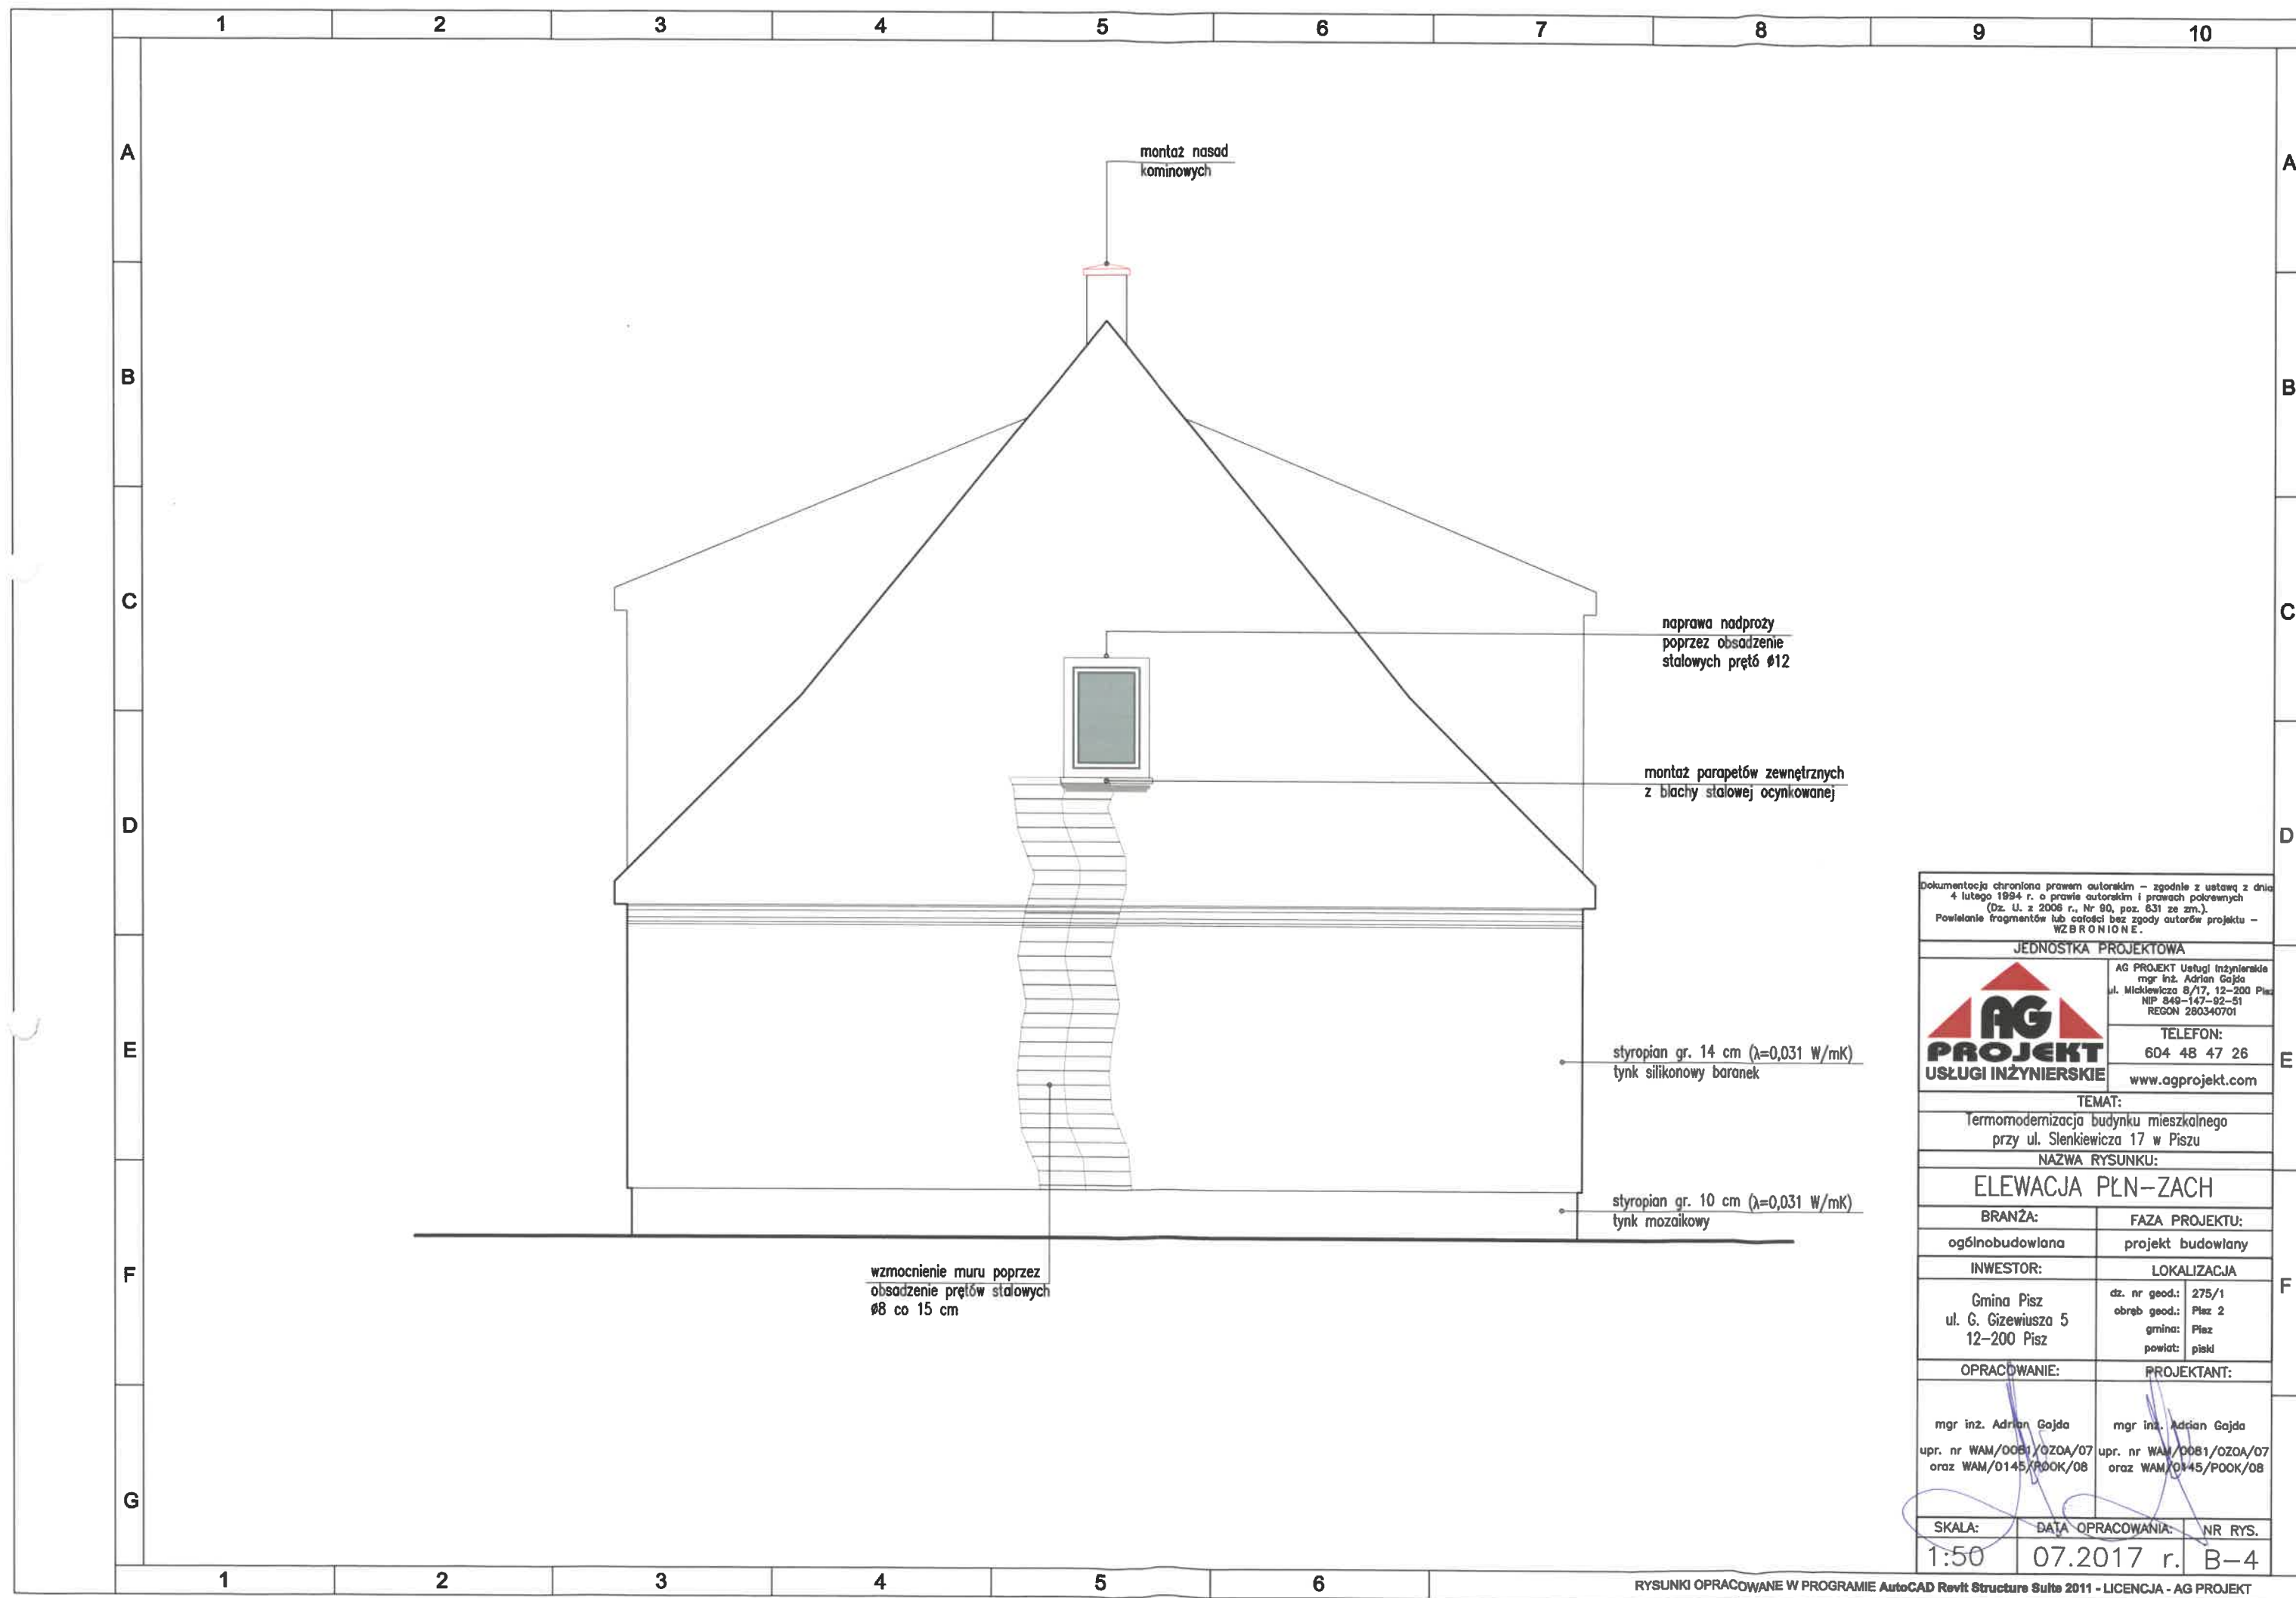 1 2 3 4 5 6 7 8 9 10
A A
montaż nasad
kominowych
B B
C C
naprawa nadproży
poprzez obsadzenie
stalowych prętó ø12
montaż parapetów zewnętrznych
z blachy stalowej ocynkowanej
D D
styropian gr. 14 cm (λ=0,031 W/mK)
tynk silikonowy baranek
E E
styropian gr. 10 cm (λ=0,031 W/mK)
tynk mozaikowy
wzmocnienie muru poprzez
obsadzenie prętów stalowych
ø8 co 15 cm
F F
G
Dokumentacja chroniona prawem autorskim – zgodnie z ustawą z dnia
4 lutego 1994 r. o prawie autorskim i prawach pokrewnych
(Dz. U. z 2006 r., Nr 90, poz. 631 ze zm.).
Powielanie fragmentów lub całości bez zgody autorów projektu –
WZBRONIONE.
JEDNOSTKA PROJEKTOWA
AG
PROJEKT
USŁUGI INŻYNIERSKIE
AG PROJEKT Usługi Inżynierskie
mgr inż. Adrian Gajda
ul. Mickiewicza 8/17, 12-200 Pisz
NIP 849-147-92-51
REGON 280340701
TELEFON:
604 48 47 26
www.agprojekt.com
TEMAT:
Termomodernizacja budynku mieszkalnego
przy ul. Sienkiewicza 17 w Piszu
NAZWA RYSUNKU:
ELEWACJA PŁN-ZACH
BRANŻA: FAZA PROJEKTU:
ogólnobudowlana projekt budowlany
INWESTOR: LOKALIZACJA
Gmina Pisz
ul. G. Gizewiusza 5
12-200 Pisz
dz. nr geod.: 275/1
obręb geod.: Pisz 2
gmina: Pisz
powiat: piski
OPRACOWANIE: PROJEKTANT:
mgr inż. Adrian Gajda mgr inż. Adrian Gajda
upr. nr WAM/0081/OZOA/07 upr. nr WAM/0081/OZOA/07
oraz WAM/0145/POOK/08 oraz WAM/0145/POOK/08
SKALA: DATA OPRACOWANIA: NR RYS.
1:50 07.2017 r. B-4
1 2 3 4 5 6
RYSUNKI OPRACOWANE W PROGRAMIE AutoCAD Revit Structure Suite 2011 - LICENCJA - AG PROJEKT